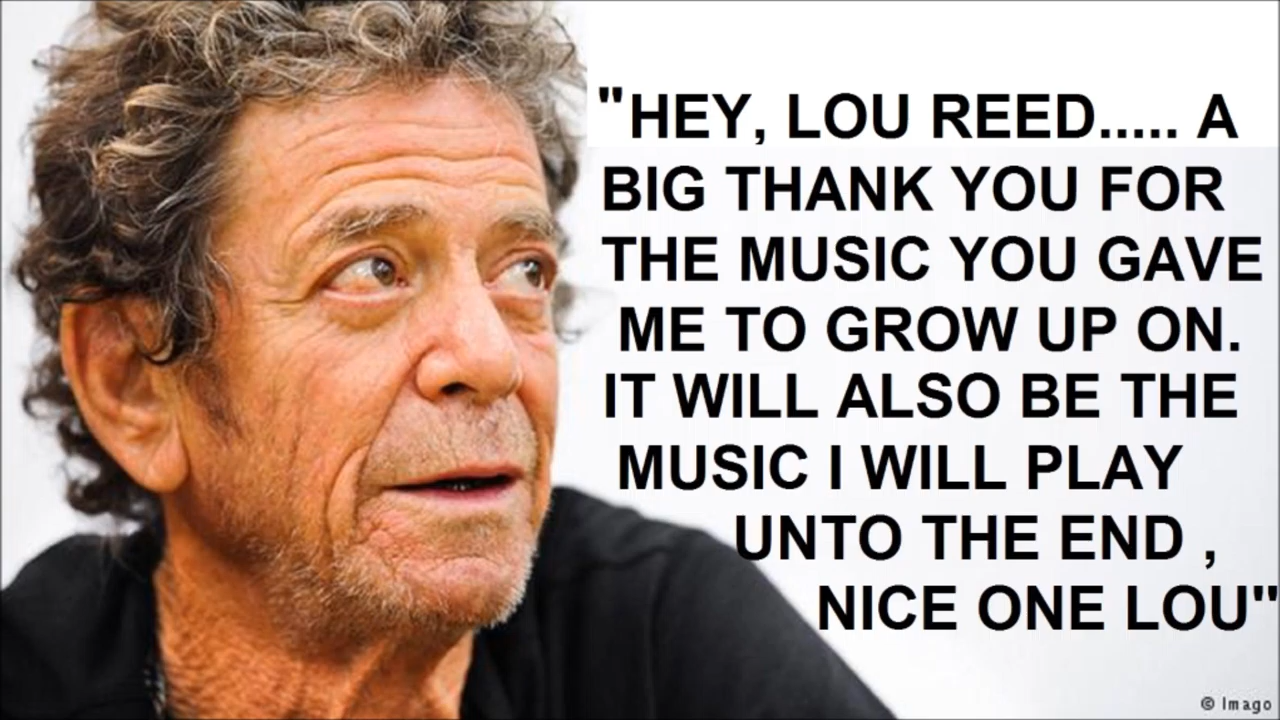 "HEY, LOU REED..... A
BIG THANK YOU FOR
THE MUSIC YOU GAVE
ME TO GROW UP ON.
IT WILL ALSO BE THE
MUSIC I WILL PLAY
UNTO THE END ,
NICE ONE LOU"
© Imago